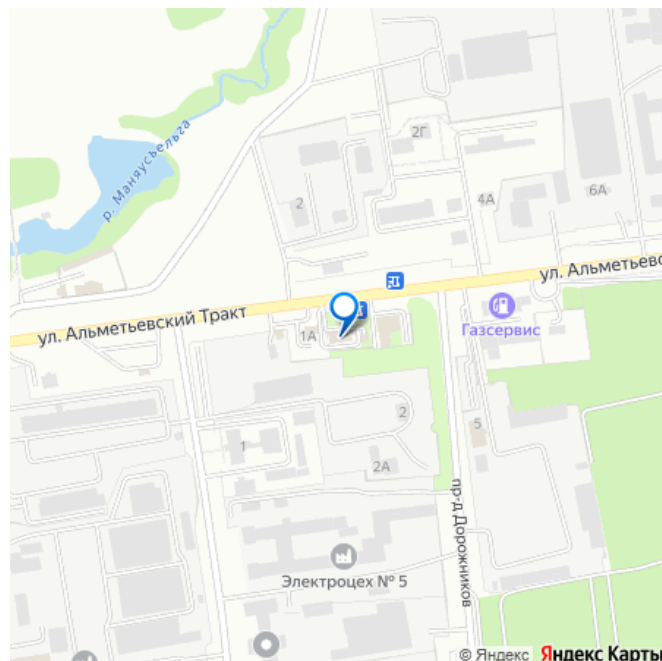 2Г
р. Маняусъельга
2
4А
6А
ул. Альметьевс
ул. Альметьевский Тракт
Газсервис
1А
2
5
1
2А
пр-д Дорожников
Электроцех № 5
© Яндекс Яндекс Карты